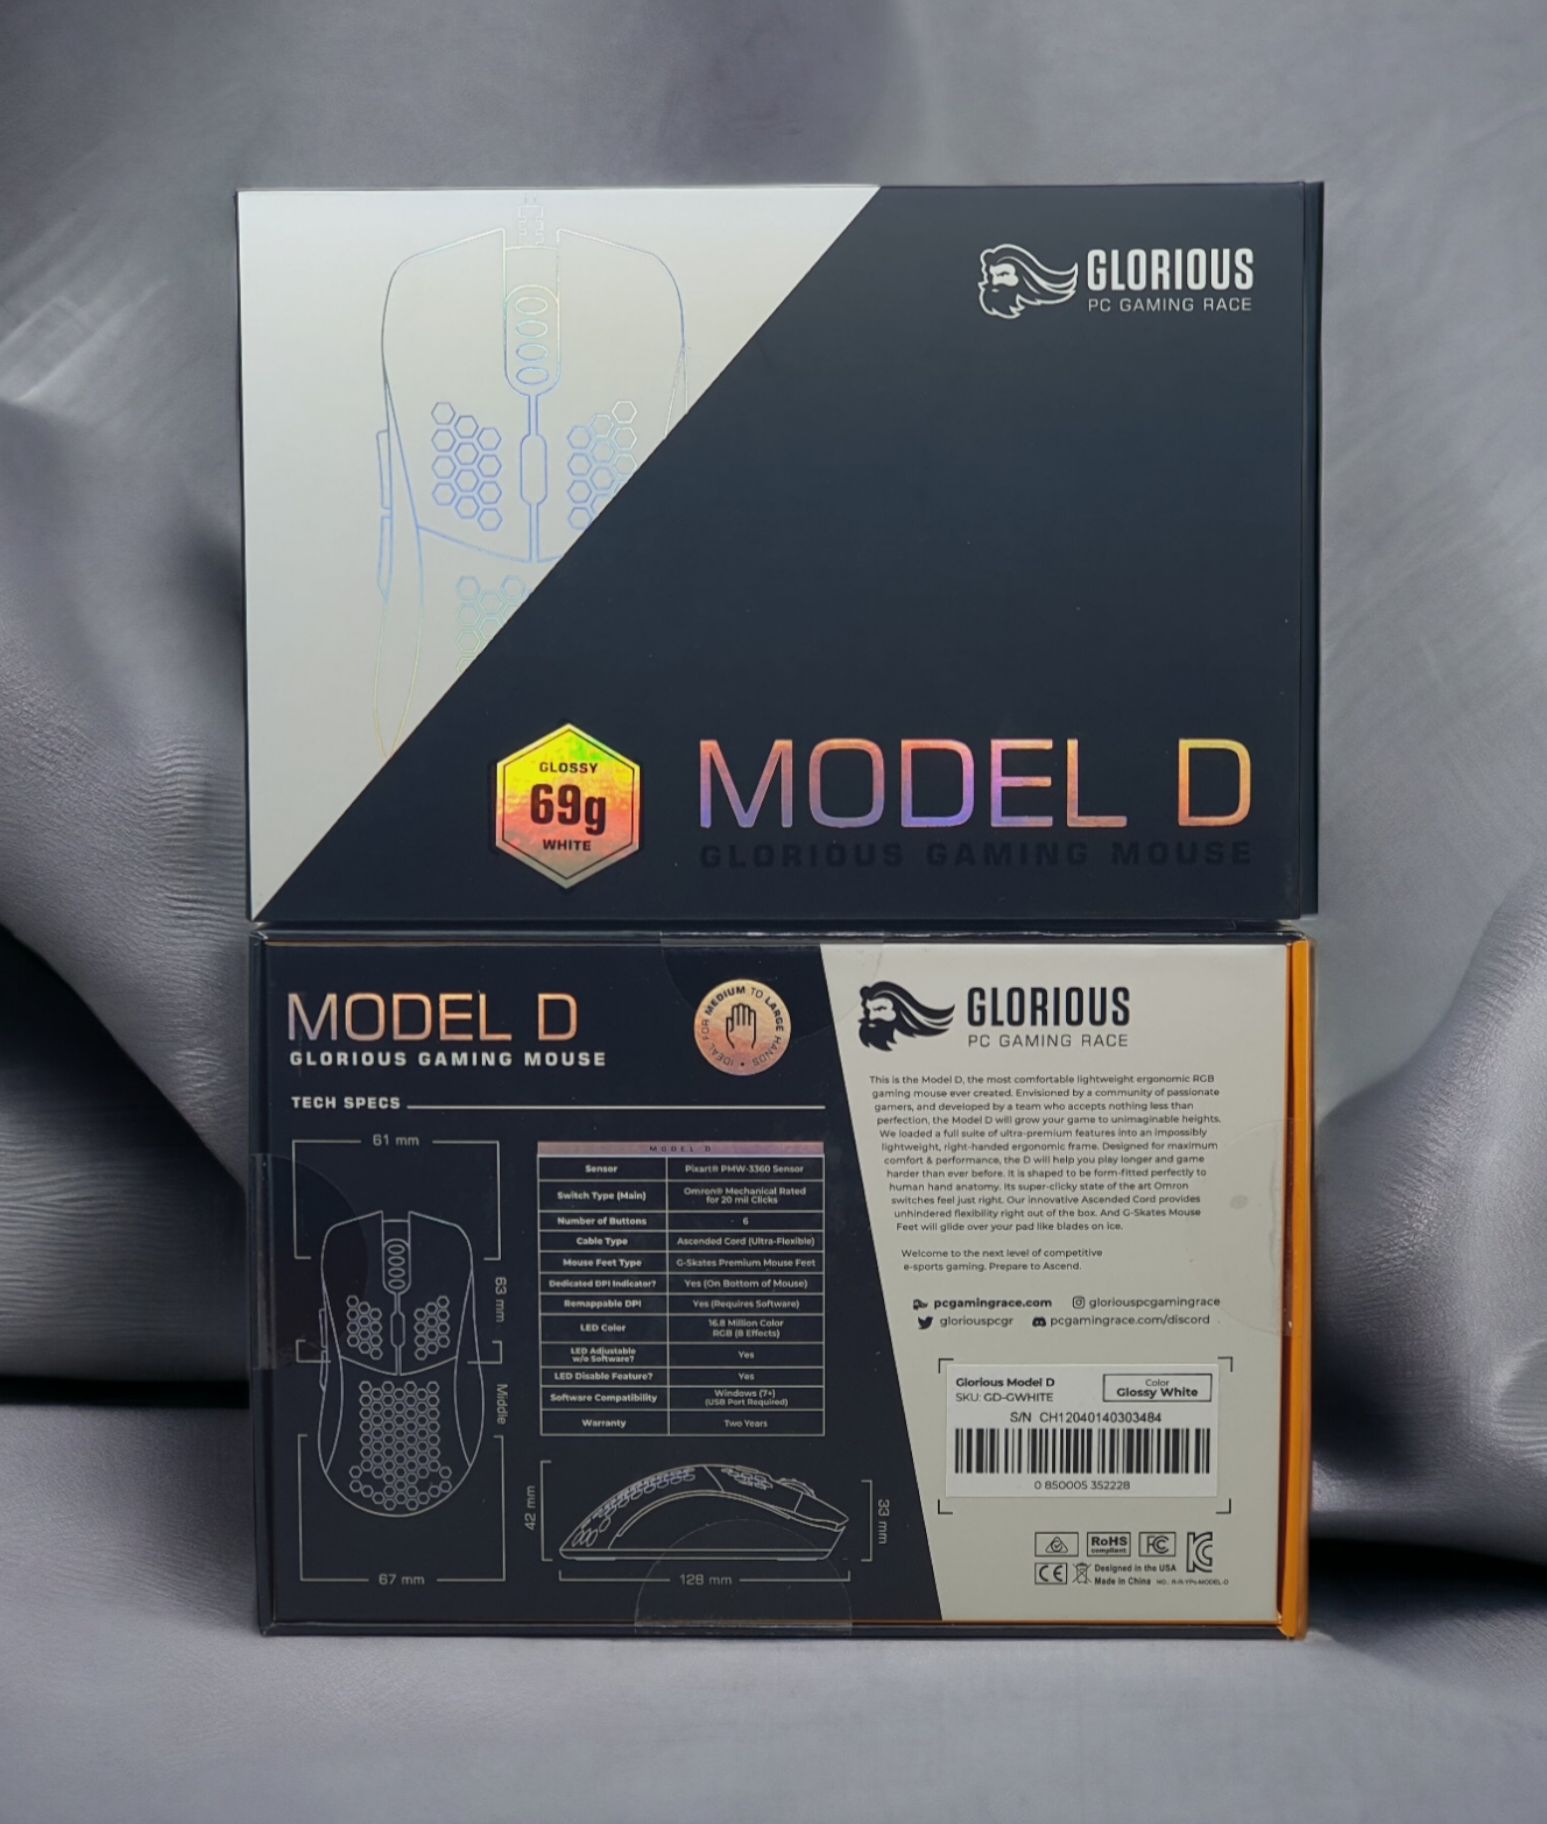 GLORIOUS
PC GAMING RACE
GLOSSY
69g
WHITE
MODEL D
GLORIOUS GAMING MOUSE
MODEL D
GLORIOUS GAMING MOUSE
IDEAL FOR MEDIUM TO LARGE HANDS
TECH SPECS
61 mm
63 mm
Middle
67 mm
MODEL D
Sensor Pixart® PMW-3360 Sensor
Switch Type (Main) Omron® Mechanical Rated
for 20 mil Clicks
Number of Buttons 6
Cable Type Ascended Cord (Ultra-Flexible)
Mouse Feet Type G-Skates Premium Mouse Feet
Dedicated DPI Indicator? Yes (On Bottom of Mouse)
Remappable DPI Yes (Requires Software)
LED Color 16.8 Million Color
RGB (8 Effects)
LED Adjustable
w/o Software? Yes
LED Disable Feature? Yes
Software Compatibility Windows (7+)
(USB Port Required)
Warranty Two Years
42 mm
33 mm
128 mm
GLORIOUS
PC GAMING RACE
This is the Model D, the most comfortable lightweight ergonomic RGB
gaming mouse ever created. Envisioned by a community of passionate
gamers, and developed by a team who accepts nothing less than
perfection, the Model D will grow your game to unimaginable heights.
We loaded a full suite of ultra-premium features into an impossibly
lightweight, right-handed ergonomic frame. Designed for maximum
comfort & performance, the D will help you play longer and game
harder than ever before. It is shaped to be form-fitted perfectly to
human hand anatomy. Its super-clicky state of the art Omron
switches feel just right. Our innovative Ascended Cord provides
unhindered flexibility right out of the box. And G-Skates Mouse
Feet will glide over your pad like blades on ice.
Welcome to the next level of competitive
e-sports gaming. Prepare to Ascend.
pcgamingrace.com gloriouspcgamingrace
gloriouspcgr pcgamingrace.com/discord
Glorious Model D
SKU: GD-GWHITE
Color
Glossy White
S/N CH12040140303484
0 850005 352228
RoHS
compliant
FC
CE
Designed in the USA
Made in China